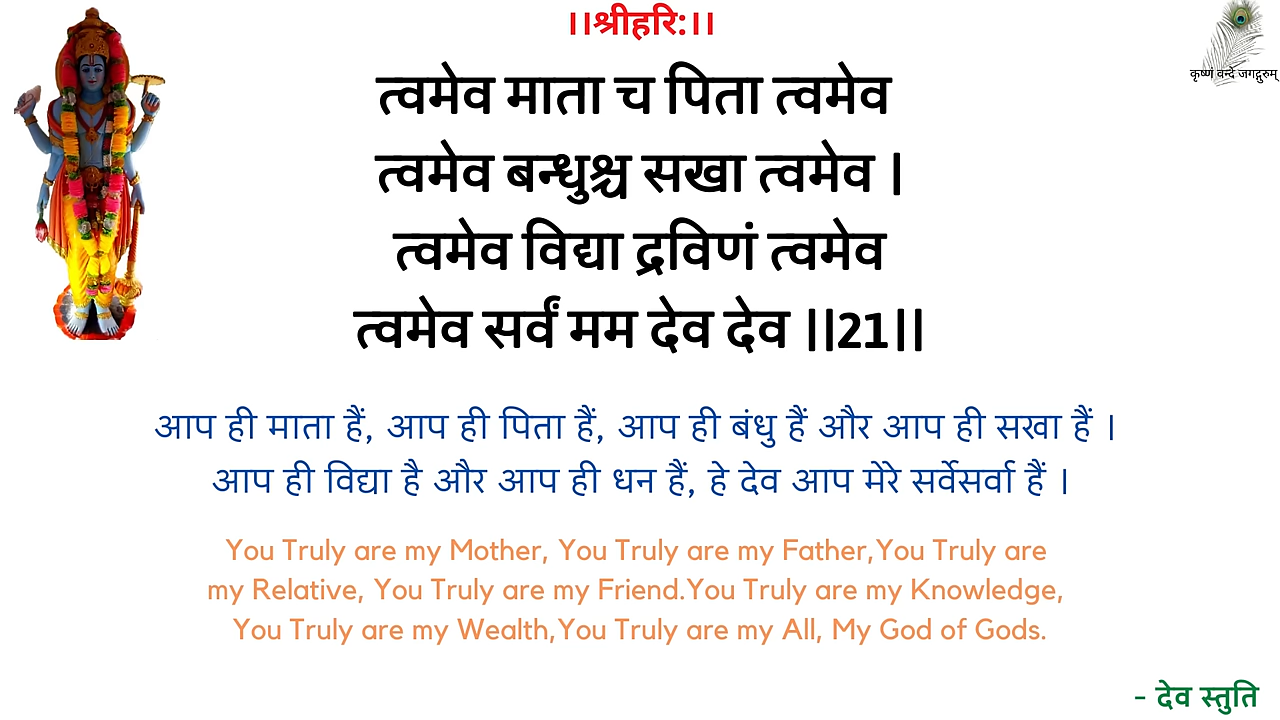 ।।श्रीहरि:।।
कृष्णं वन्दे जगद्गुरुम्
त्वमेव माता च पिता त्वमेव
त्वमेव बन्धुश्च सखा त्वमेव |
त्वमेव विद्या द्रविणं त्वमेव
त्वमेव सर्वं मम देव देव ||21||
आप ही माता हैं, आप ही पिता हैं, आप ही बंधु हैं और आप ही सखा हैं ।
आप ही विद्या है और आप ही धन हैं, हे देव आप मेरे सर्वेसर्वा हैं ।
You Truly are my Mother, You Truly are my Father,You Truly are
my Relative, You Truly are my Friend.You Truly are my Knowledge,
You Truly are my Wealth,You Truly are my All, My God of Gods.
- देव स्तुति